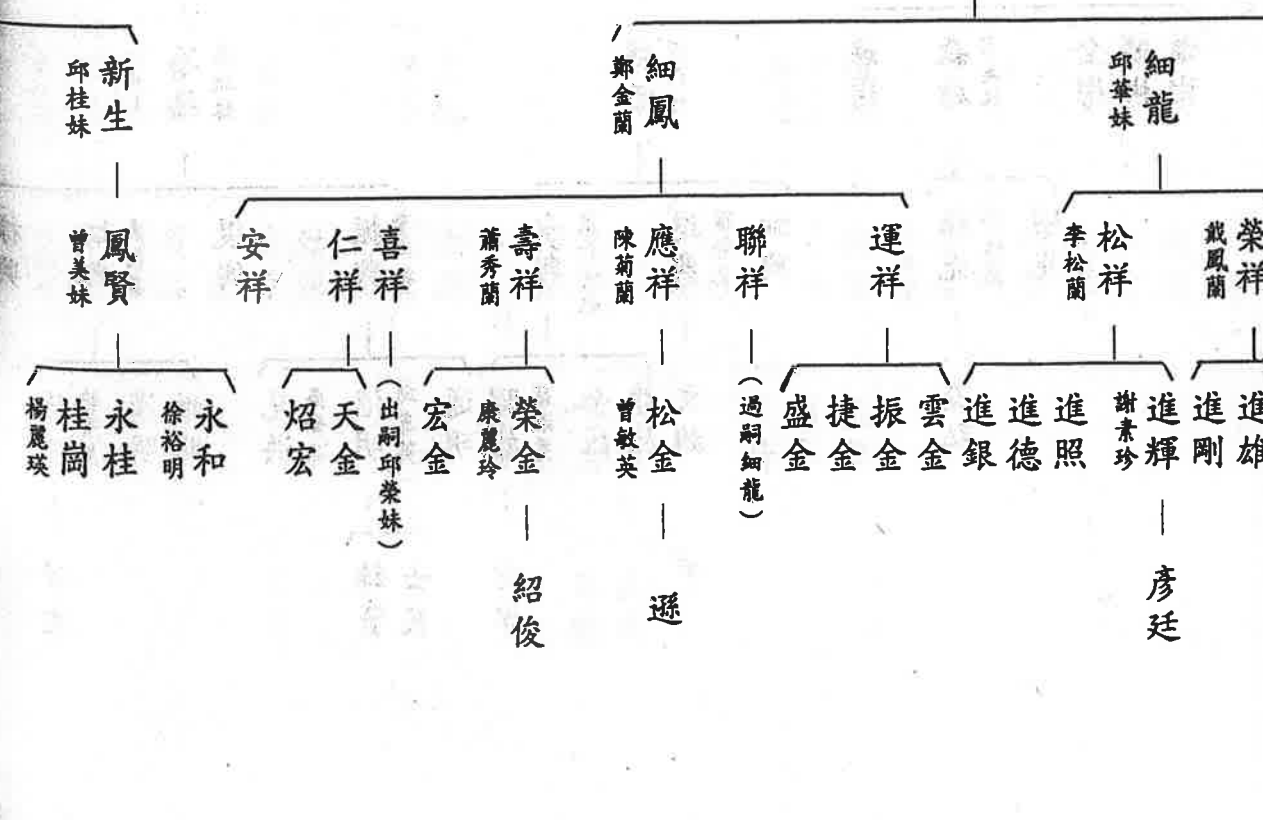 細龍
邱華妹
細鳳
鄭金蘭
新生
邱桂妹
榮祥
戴鳳蘭
松祥
李松蘭
運祥
聯祥
應祥
陳菊蘭
壽祥
蕭秀蘭
喜祥
仁祥
安祥
鳳賢
曾美妹
進雄
進剛
進輝
謝素珍
進照
進德
進銀
雲金
振金
捷金
盛金
（過嗣細龍）
松金
曾敏英
榮金
康麗玲
宏金
（出嗣邱榮妹）
天金
炤宏
永和
徐裕明
永桂
桂崗
楊麗瑛
彥廷
遜
紹俊